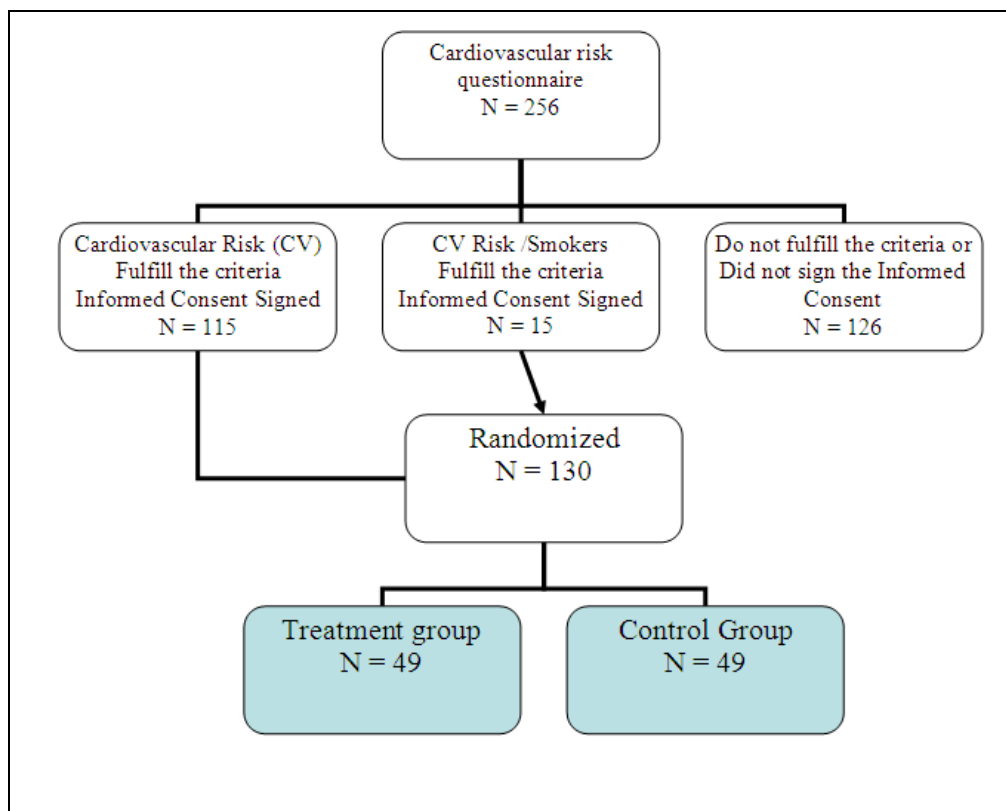 Cardiovascular risk
questionnaire
N = 256
Cardiovascular Risk (CV)
Fulfill the criteria
Informed Consent Signed
N = 115
CV Risk /Smokers
Fulfill the criteria
Informed Consent Signed
N = 15
Do not fulfill the criteria or
Did not sign the Informed
Consent
N = 126
Randomized
N = 130
Treatment group
N = 49
Control Group
N = 49